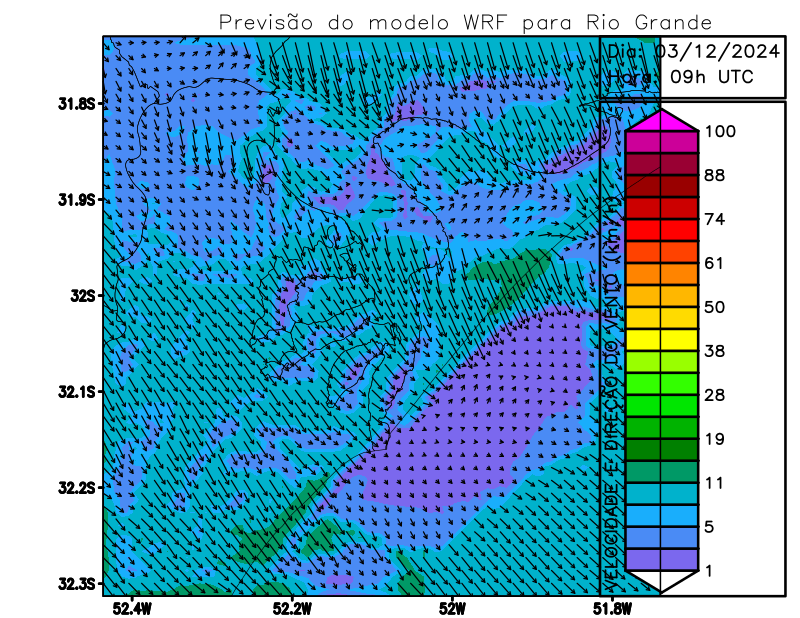 Previsão do modelo WRF para Rio Grande
Dia: 03/12/2024
Hora: 09h UTC
31.8S
31.9S
32S
32.1S
32.2S
32.3S
52.4W
52.2W
52W
51.8W
VELOCIDADE E DIREÇÃO DO VENTO (km/h)
100
88
74
61
50
38
28
19
11
5
1